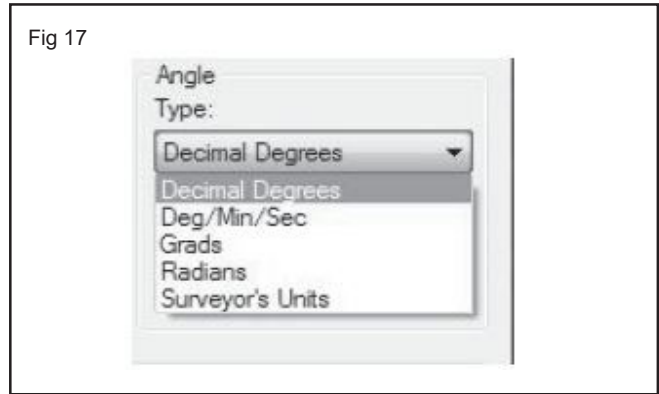 Fig 17
Angle
Type:
Decimal Degrees
Decimal Degrees
Deg/Min/Sec
Grads
Radians
Surveyor's Units